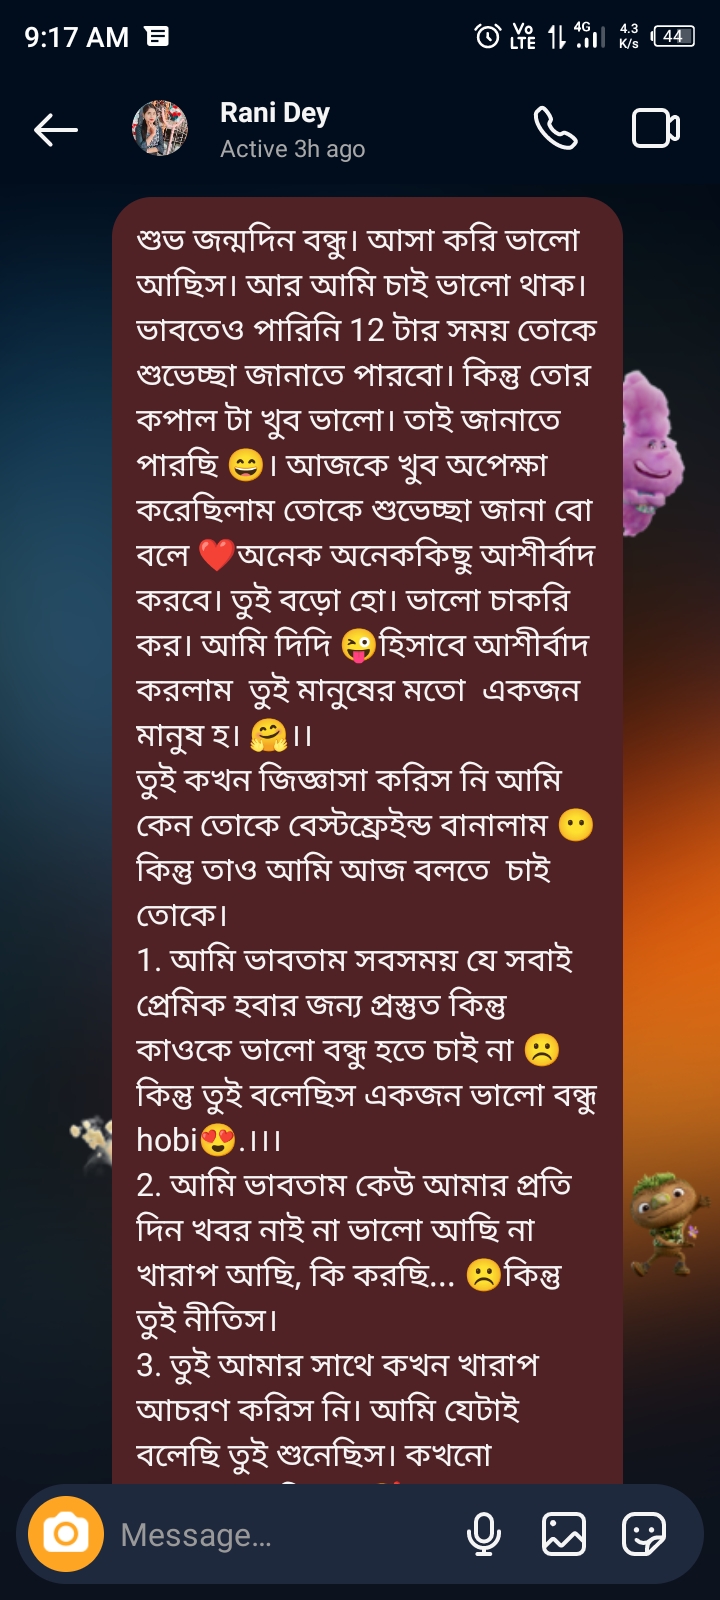 9:17 AM
Vo
LTE
4G
4.3
K/s
44
Rani Dey
Active 3h ago
শুভ জন্মদিন বন্ধু। আসা করি ভালো
আছিস। আর আমি চাই ভালো থাক।
ভাবতেও পারিনি 12 টার সময় তোকে
শুভেচ্ছা জানাতে পারবো। কিন্তু তোর
কপাল টা খুব ভালো। তাই জানাতে
পারছি 😄। আজকে খুব অপেক্ষা
করেছিলাম তোকে শুভেচ্ছা জানা বো
বলে ❤️অনেক অনেককিছু আশীর্বাদ
করবে। তুই বড়ো হো। ভালো চাকরি
কর। আমি দিদি 😜হিসাবে আশীর্বাদ
করলাম  তুই মানুষের মতো  একজন
মানুষ হ। 🤗।।
তুই কখন জিজ্ঞাসা করিস নি আমি
কেন তোকে বেস্টফ্রেইন্ড বানালাম 😶
কিন্তু তাও আমি আজ বলতে  চাই
তোকে।
1. আমি ভাবতাম সবসময় যে সবাই
প্রেমিক হবার জন্য প্রস্তুত কিন্তু
কাওকে ভালো বন্ধু হতে চাই না ☹️
কিন্তু তুই বলেছিস একজন ভালো বন্ধু
hobi😍.।।।
2. আমি ভাবতাম কেউ আমার প্রতি
দিন খবর নাই না ভালো আছি না
খারাপ আছি, কি করছি... ☹️কিন্তু
তুই নীতিস।
3. তুই আমার সাথে কখন খারাপ
আচরণ করিস নি। আমি যেটাই
বলেছি তুই শুনেছিস। কখনো
Message...